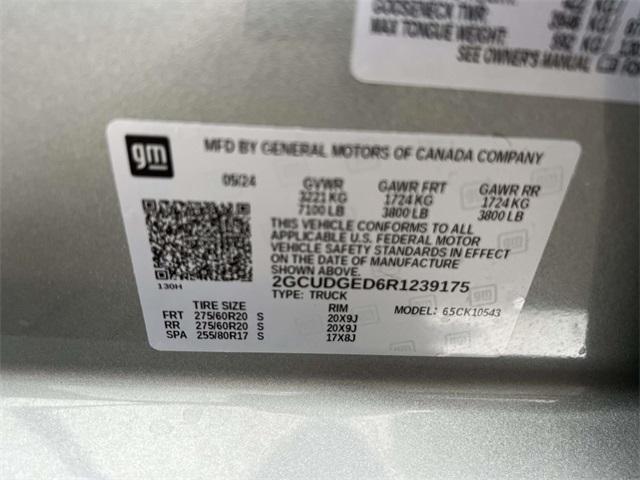 GOOSENECK TWR:
MAX TONGUE WEIGHT:
SEE OWNER'S MANUAL
gm
MFD BY GENERAL MOTORS OF CANADA COMPANY
05/24 GVWR GAWR FRT GAWR RR
3221 KG 1724 KG 1724 KG
7100 LB 3800 LB 3800 LB
THIS VEHICLE CONFORMS TO ALL
APPLICABLE U.S. FEDERAL MOTOR
VEHICLE SAFETY STANDARDS IN EFFECT
ON THE DATE OF MANUFACTURE
SHOWN ABOVE.
130H 2GCUDGED6R1239175
TYPE: TRUCK
TIRE SIZE RIM MODEL: 65CK10543
FRT 275/60R20 S 20X9J
RR 275/60R20 S 20X9J
SPA 255/80R17 S 17X8J